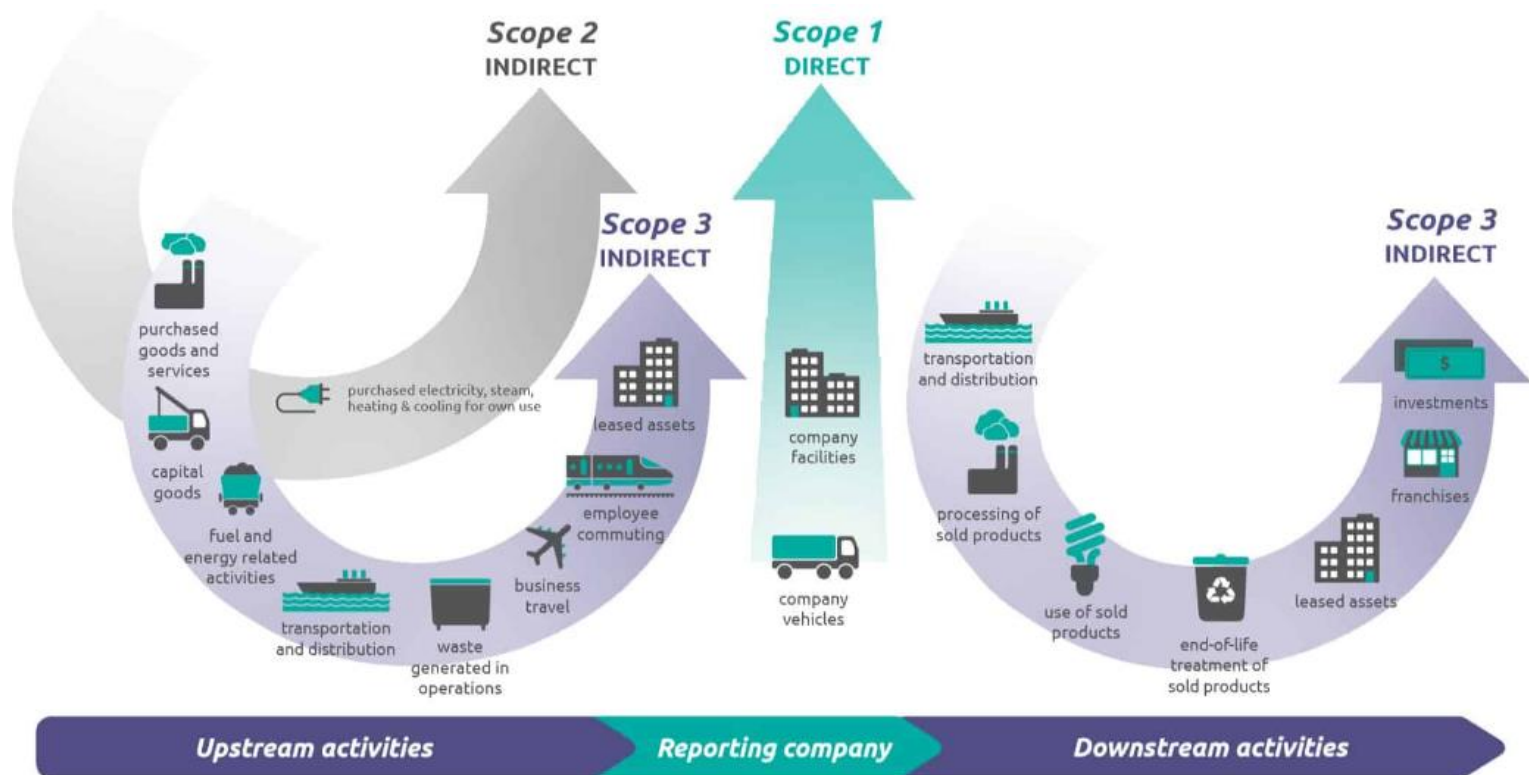 Scope 2
INDIRECT
Scope 1
DIRECT
Scope 3
INDIRECT
Scope 3
INDIRECT
purchased
goods and
services
capital
goods
fuel and
energy related
activities
transportation
and distribution
waste
generated in
operations
business
travel
employee
commuting
leased assets
purchased electricity, steam,
heating & cooling for own use
company
facilities
company
vehicles
transportation
and distribution
processing of
sold products
use of sold
products
end-of-life
treatment of
sold products
leased assets
franchises
$
investments
Upstream activities
Reporting company
Downstream activities